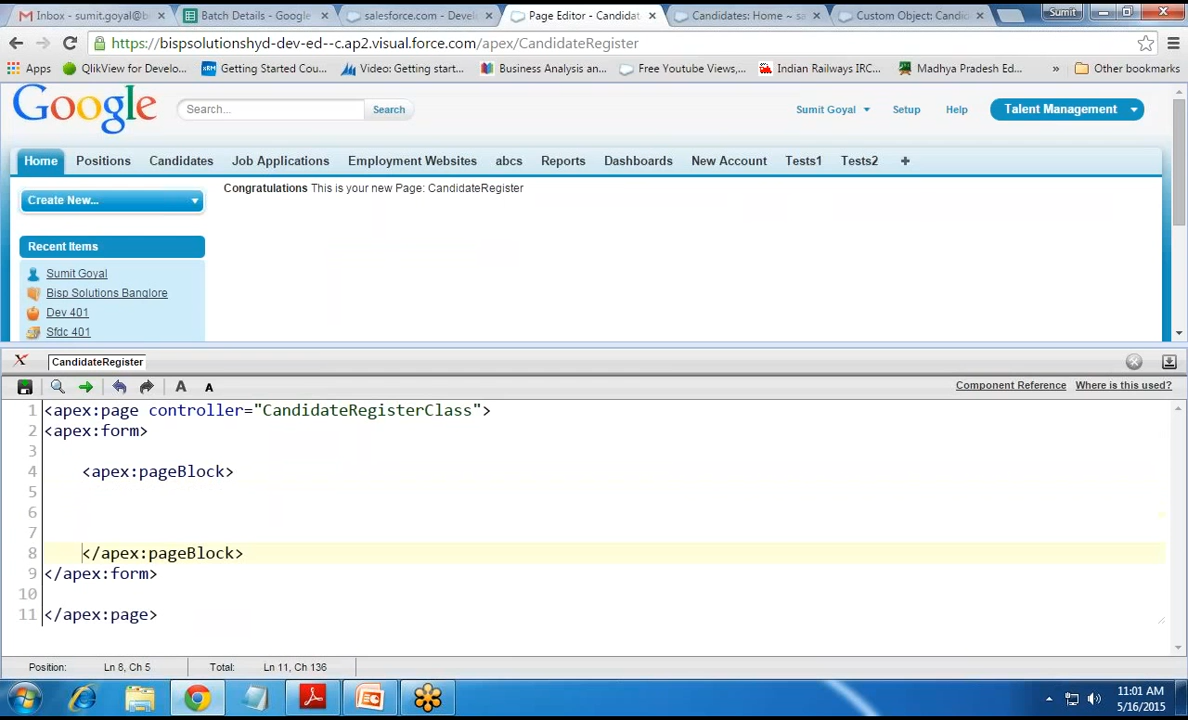 Inbox - sumit.goyal@b
Batch Details - Google
salesforce.com - Devel
Page Editor - Candidat
Candidates: Home ~ sa
Custom Object: Candid
Sumit
https://bispsolutionshyd-dev-ed--c.ap2.visual.force.com/apex/CandidateRegister
Apps
QlikView for Develo...
Getting Started Cou...
Video: Getting start...
Business Analysis an...
Free Youtube Views,...
Indian Railways IRC...
Madhya Pradesh Ed...
»
Other bookmarks
Google
Search...
Search
Sumit Goyal
Setup
Help
Talent Management
Home
Positions
Candidates
Job Applications
Employment Websites
abcs
Reports
Dashboards
New Account
Tests1
Tests2
+
Create New...
Congratulations This is your new Page: CandidateRegister
Recent Items
Sumit Goyal
Bisp Solutions Banglore
Dev 401
Sfdc 401
CandidateRegister
A
A
Component Reference
Where is this used?
1 <apex:page controller="CandidateRegisterClass">
2 <apex:form>
3
4 <apex:pageBlock>
5
6
7
8 </apex:pageBlock>
9 </apex:form>
10
11 </apex:page>
Position:
Ln 8, Ch 5
Total:
Ln 11, Ch 136
11:01 AM
5/16/2015